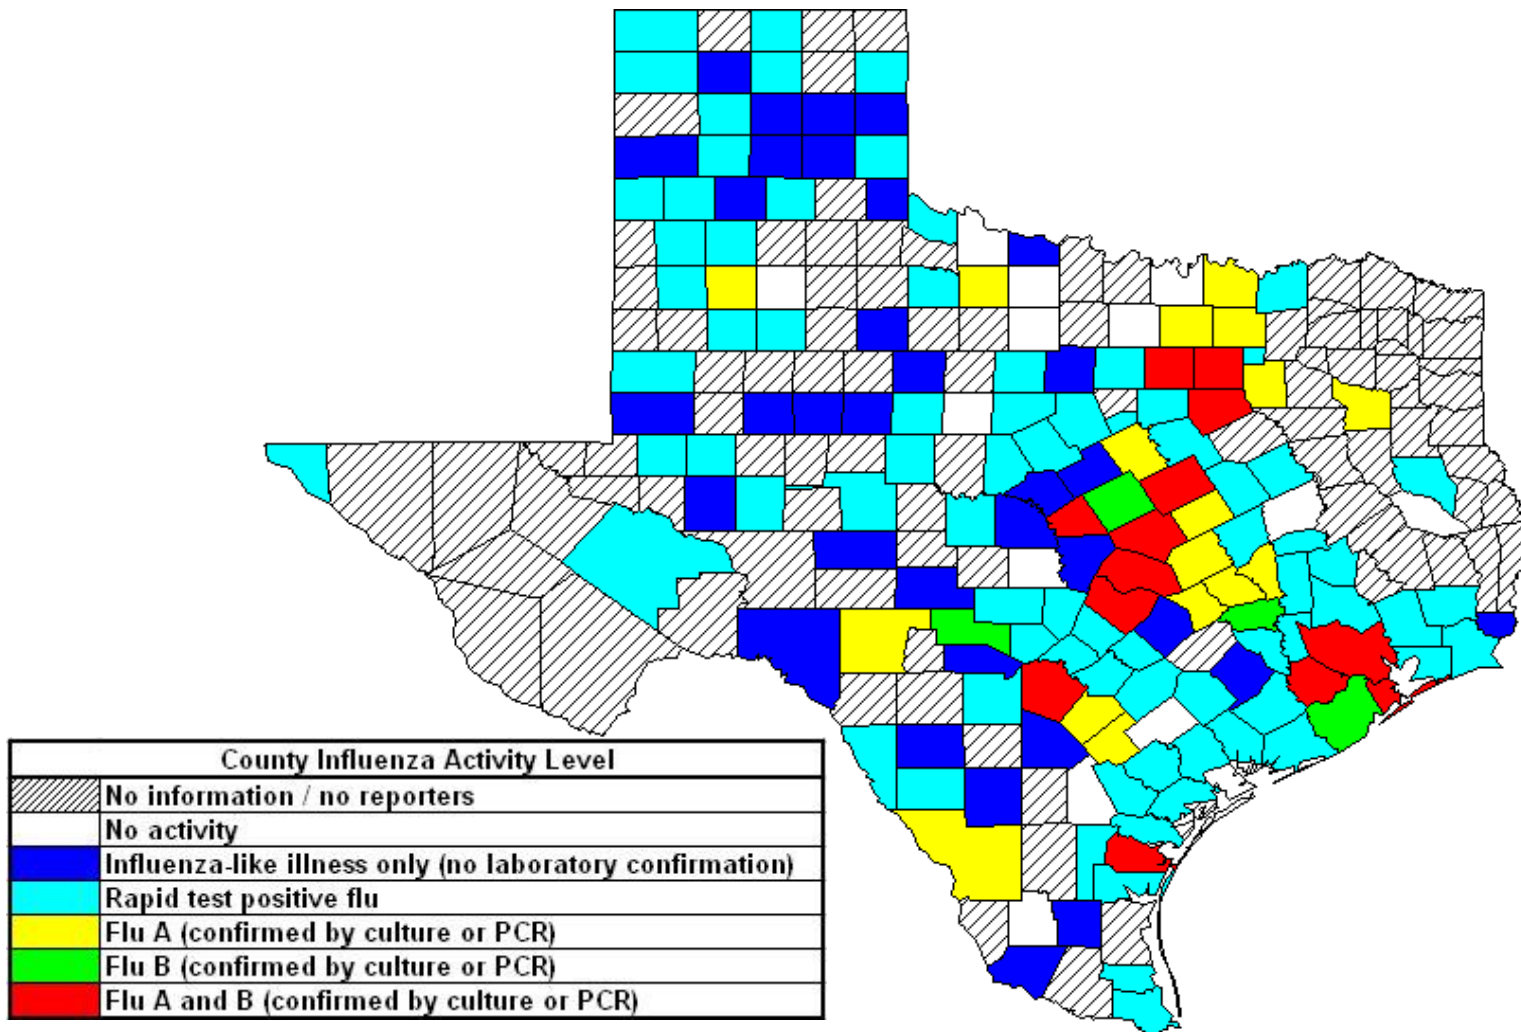 County Influenza Activity Level
No information / no reporters
No activity
Influenza-like illness only (no laboratory confirmation)
Rapid test positive flu
Flu A (confirmed by culture or PCR)
Flu B (confirmed by culture or PCR)
Flu A and B (confirmed by culture or PCR)